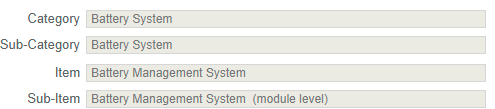 Category Battery System
Sub-Category Battery System
Item Battery Management System
Sub-Item Battery Management System (module level)